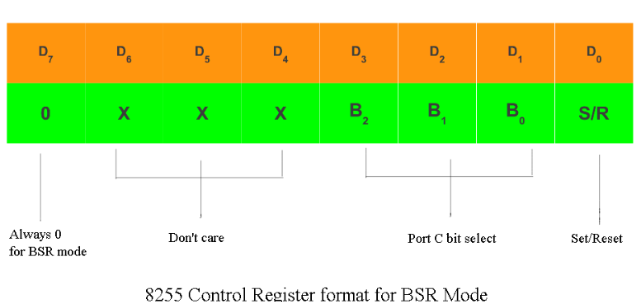 D7 D6 D5 D4 D3 D2 D1 D0
0 X X X B2 B1 B0 S/R
Always 0
for BSR mode
Don't care
Port C bit select
Set/Reset
8255 Control Register format for BSR Mode